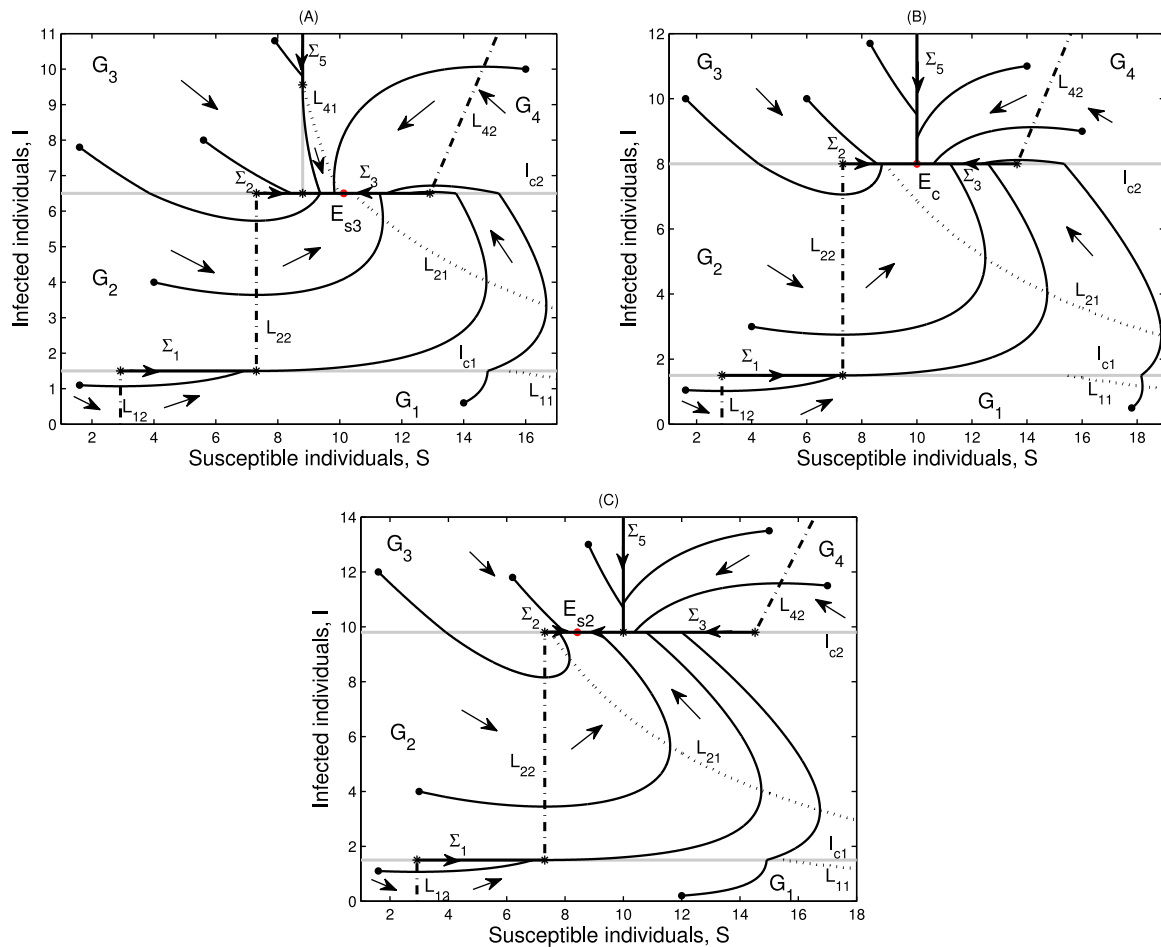 (A)
11
10
9
8
7
6
5
4
3
2
1
0
2 4 6 8 10 12 14 16
Infected individuals, I
Susceptible individuals, S
G3
Σ5
L41
G4
L42
Σ2
Σ3
Ic2
Es3
G2
L21
L22
Σ1
Ic1
L12
G1
L11
(B)
12
10
8
6
4
2
0
2 4 6 8 10 12 14 16 18
Infected individuals, I
Susceptible individuals, S
G3
Σ5
G4
L42
Σ2
Σ3
Ic2
Ec
G2
L22
L21
Σ1
Ic1
L12
G1
L11
(C)
14
12
10
8
6
4
2
0
2 4 6 8 10 12 14 16 18
Infected individuals, I
Susceptible individuals, S
G3
Σ5
G4
L42
Σ2
Es2
Σ3
Ic2
G2
L22
L21
Σ1
Ic1
L12
G1
L11